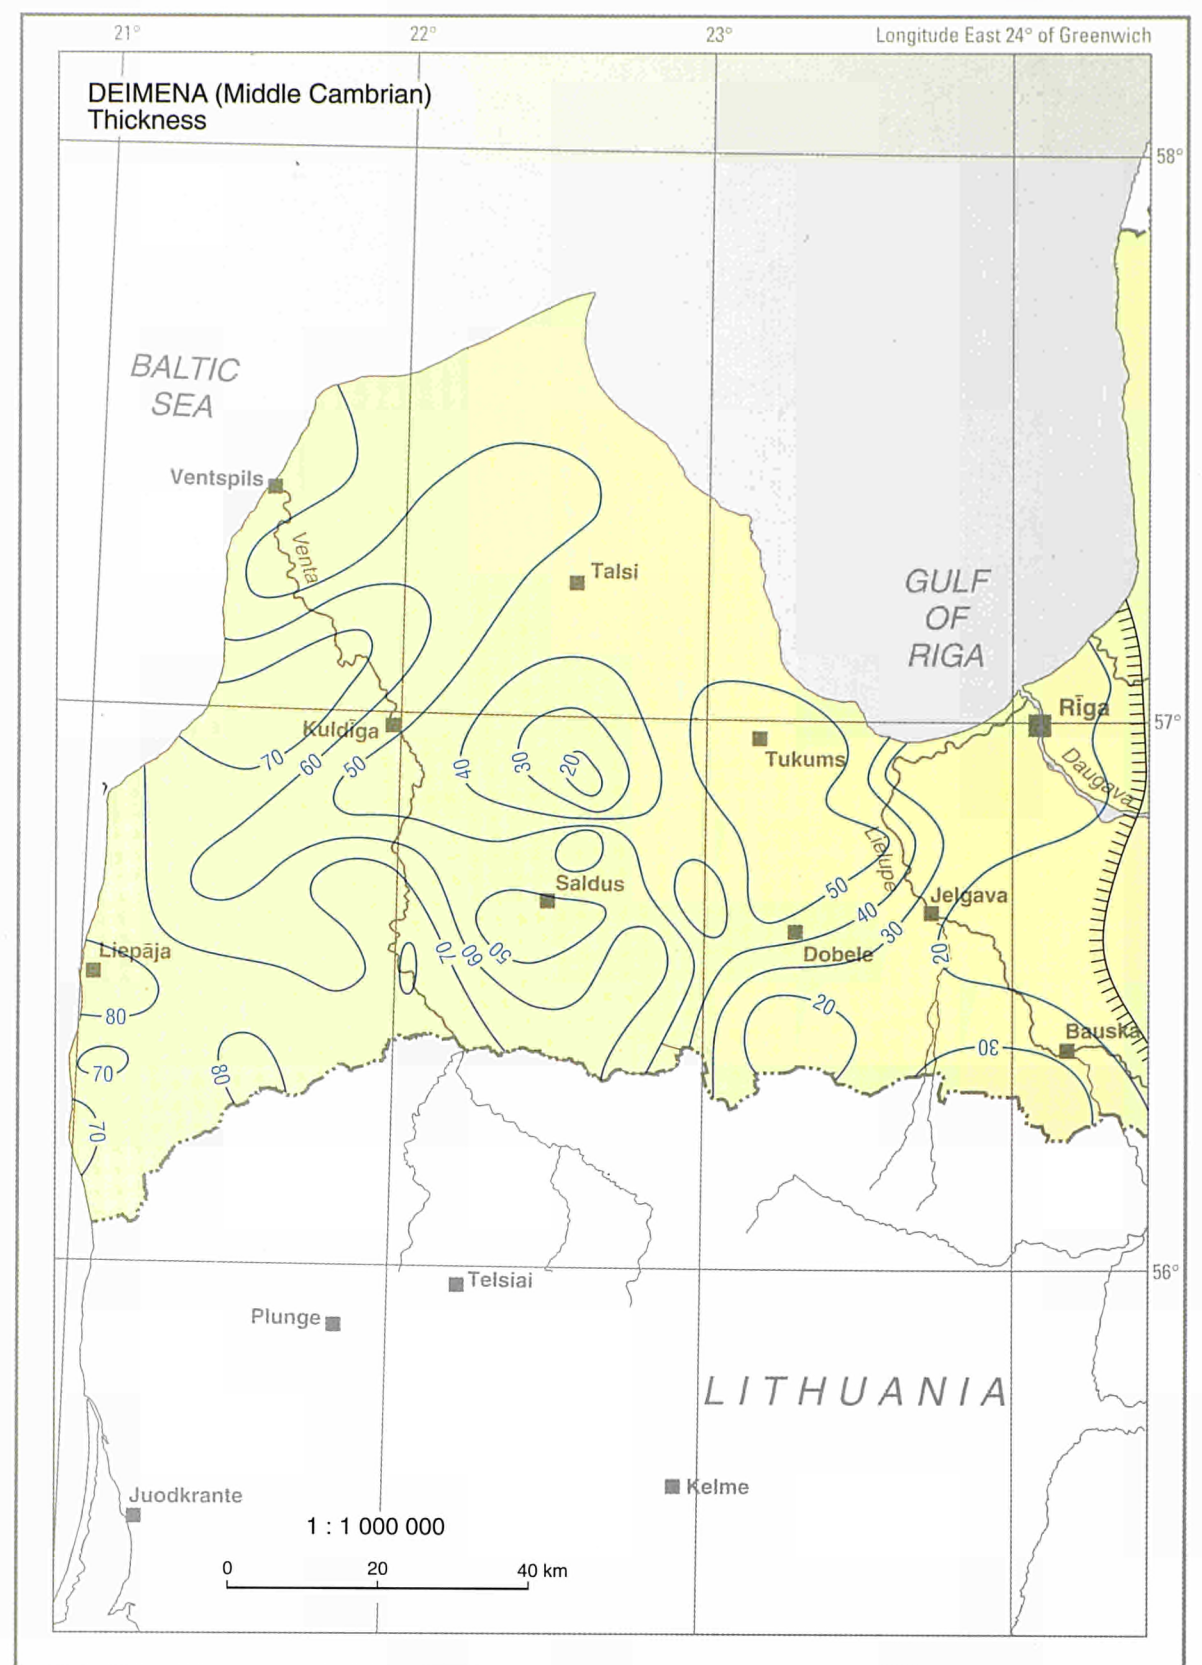 21°
22°
23°
Longitude East 24° of Greenwich
DEIMENA (Middle Cambrian)
Thickness
58°
BALTIC
SEA
Ventspils
Venta
Talsi
GULF
OF
RIGA
Rīga
57°
Kuldīga
Tukums
Daugava
70
60
50
40
30
20
Lielupe
Saldus
50
40
30
20
Jelgava
Dobele
Liepāja
70
60
50
80
70
80
70
20
30
Bauska
56°
Telsiai
Plunge
LITHUANIA
Juodkrante
Kelme
1 : 1 000 000
0 20 40 km